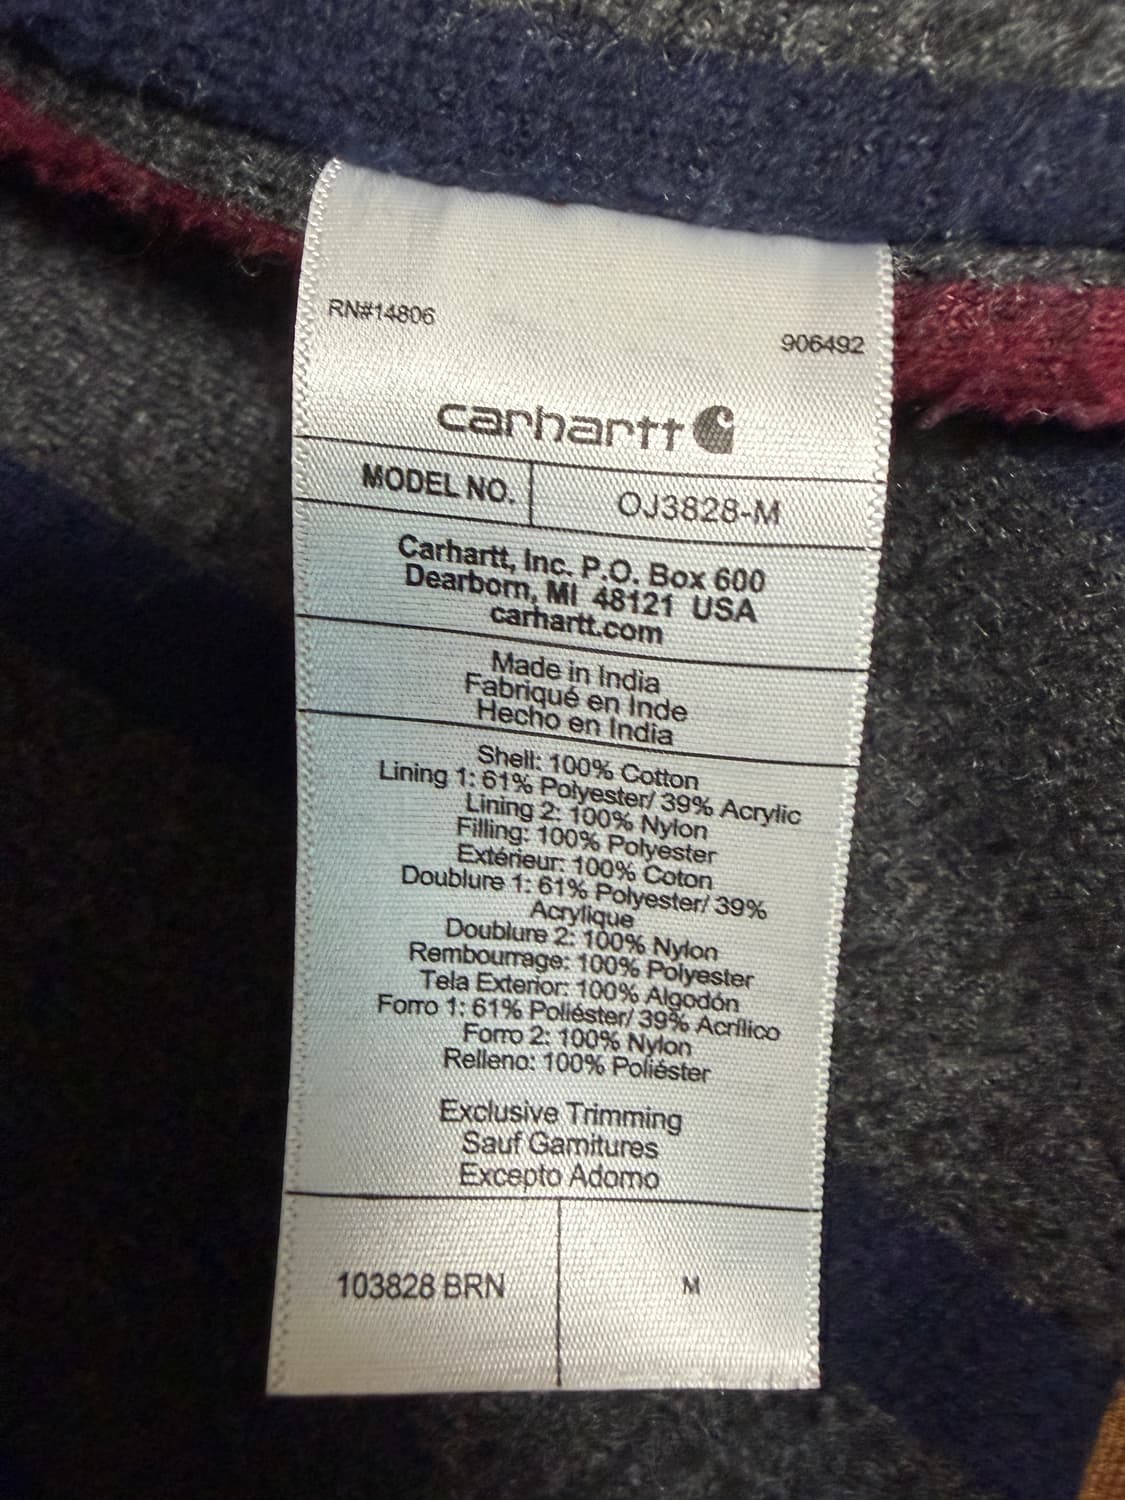 RN#14806
906492
carhartt
MODEL NO. OJ3828-M
Carhartt, Inc. P.O. Box 600
Dearborn, MI 48121 USA
carhartt.com
Made in India
Fabriqué en Inde
Hecho en India
Shell: 100% Cotton
Lining 1: 61% Polyester/ 39% Acrylic
Lining 2: 100% Nylon
Filling: 100% Polyester
Extérieur: 100% Coton
Doublure 1: 61% Polyester/ 39%
Acrylique
Doublure 2: 100% Nylon
Rembourrage: 100% Polyester
Tela Exterior: 100% Algodón
Forro 1: 61% Poliéster/ 39% Acrílico
Forro 2: 100% Nylon
Relleno: 100% Poliéster
Exclusive Trimming
Sauf Garnitures
Excepto Adorno
103828 BRN M